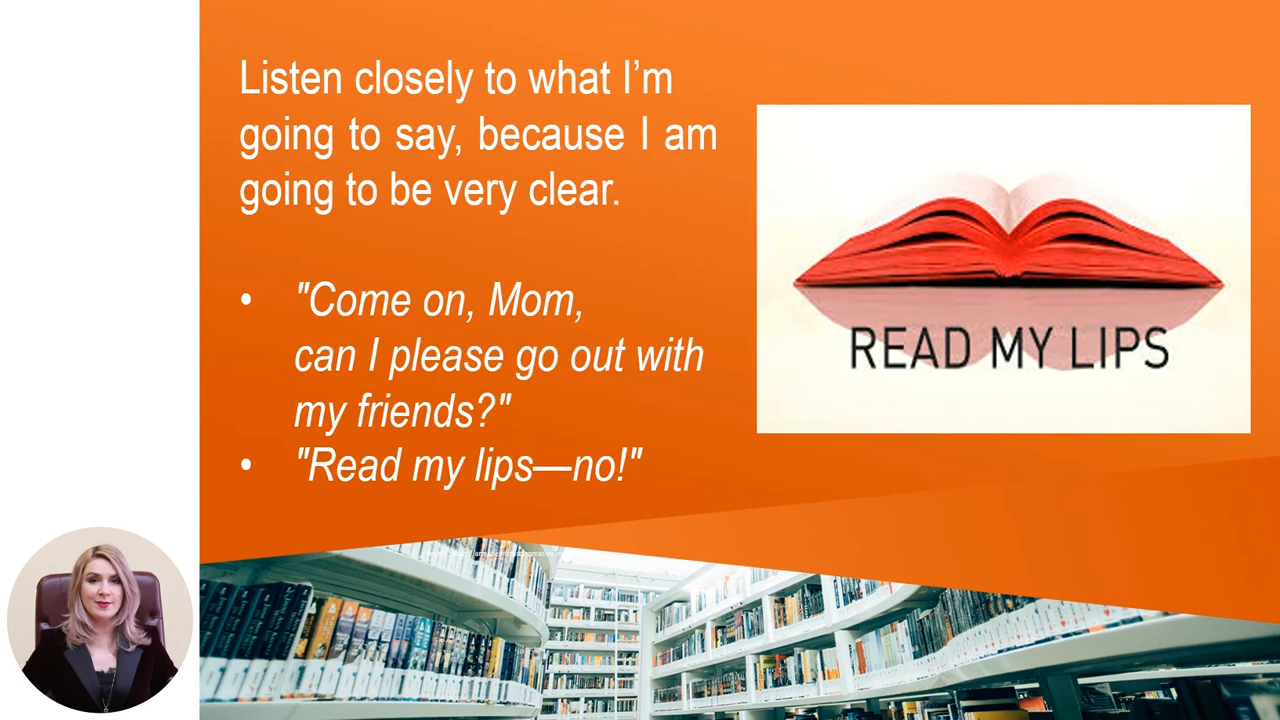 Listen closely to what I’m
going to say, because I am
going to be very clear.
• "Come on, Mom,
can I please go out with
my friends?"
• "Read my lips—no!"
READ MY LIPS